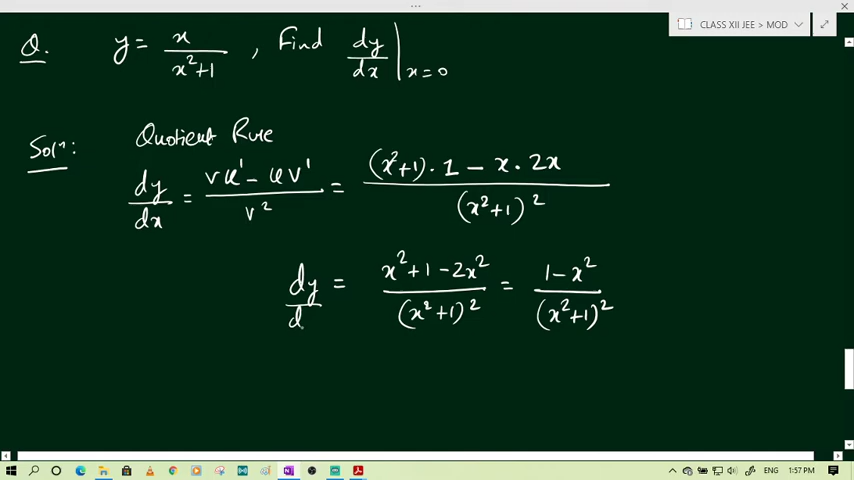 CLASS XII JEE > MOD
Q. y = x/(x²+1) , Find dy/dx | x=0
Solⁿ: Quotient Rule
dy/dx = (vu' - uv')/v² = ((x²+1)·1 - x·2x)/(x²+1)²
dy/d = (x²+1-2x²)/(x²+1)² = (1-x²)/(x²+1)²
ENG 1:57 PM